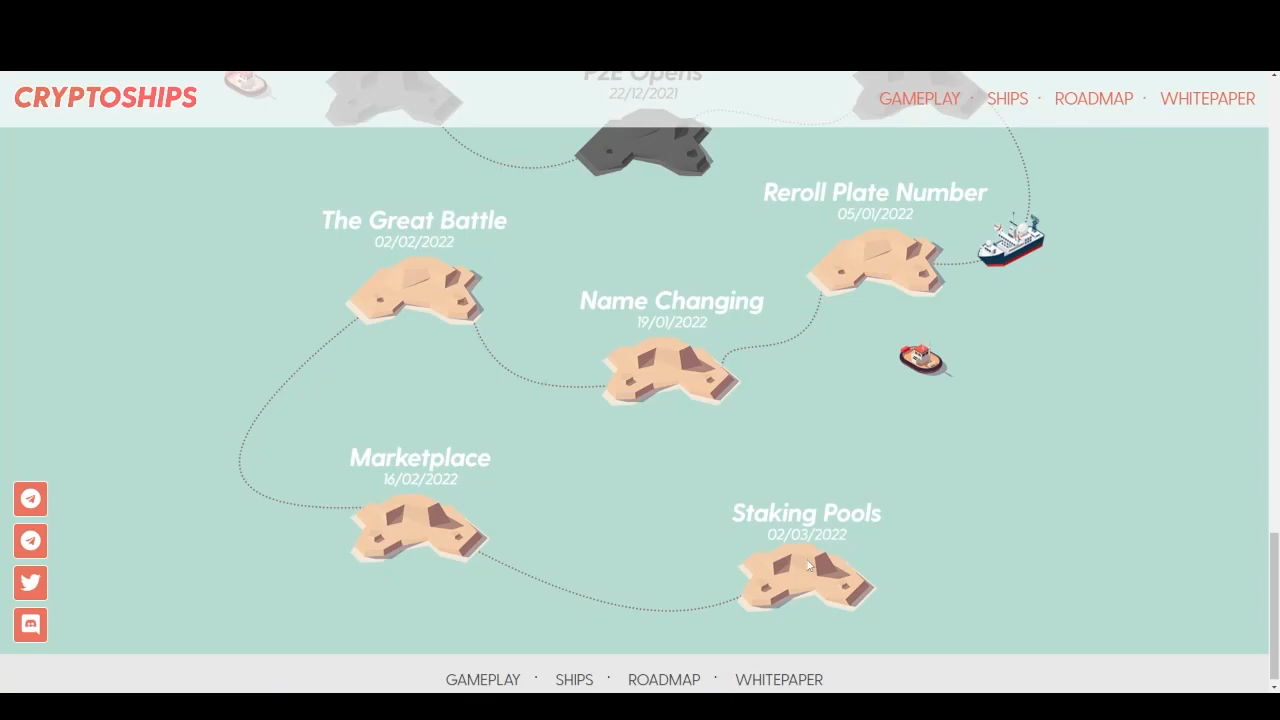 P2E Opens
22/12/2021
CRYPTOSHIPS
GAMEPLAY · SHIPS · ROADMAP · WHITEPAPER
Reroll Plate Number
05/01/2022
The Great Battle
02/02/2022
Name Changing
19/01/2022
Marketplace
16/02/2022
Staking Pools
02/03/2022
GAMEPLAY · SHIPS · ROADMAP · WHITEPAPER